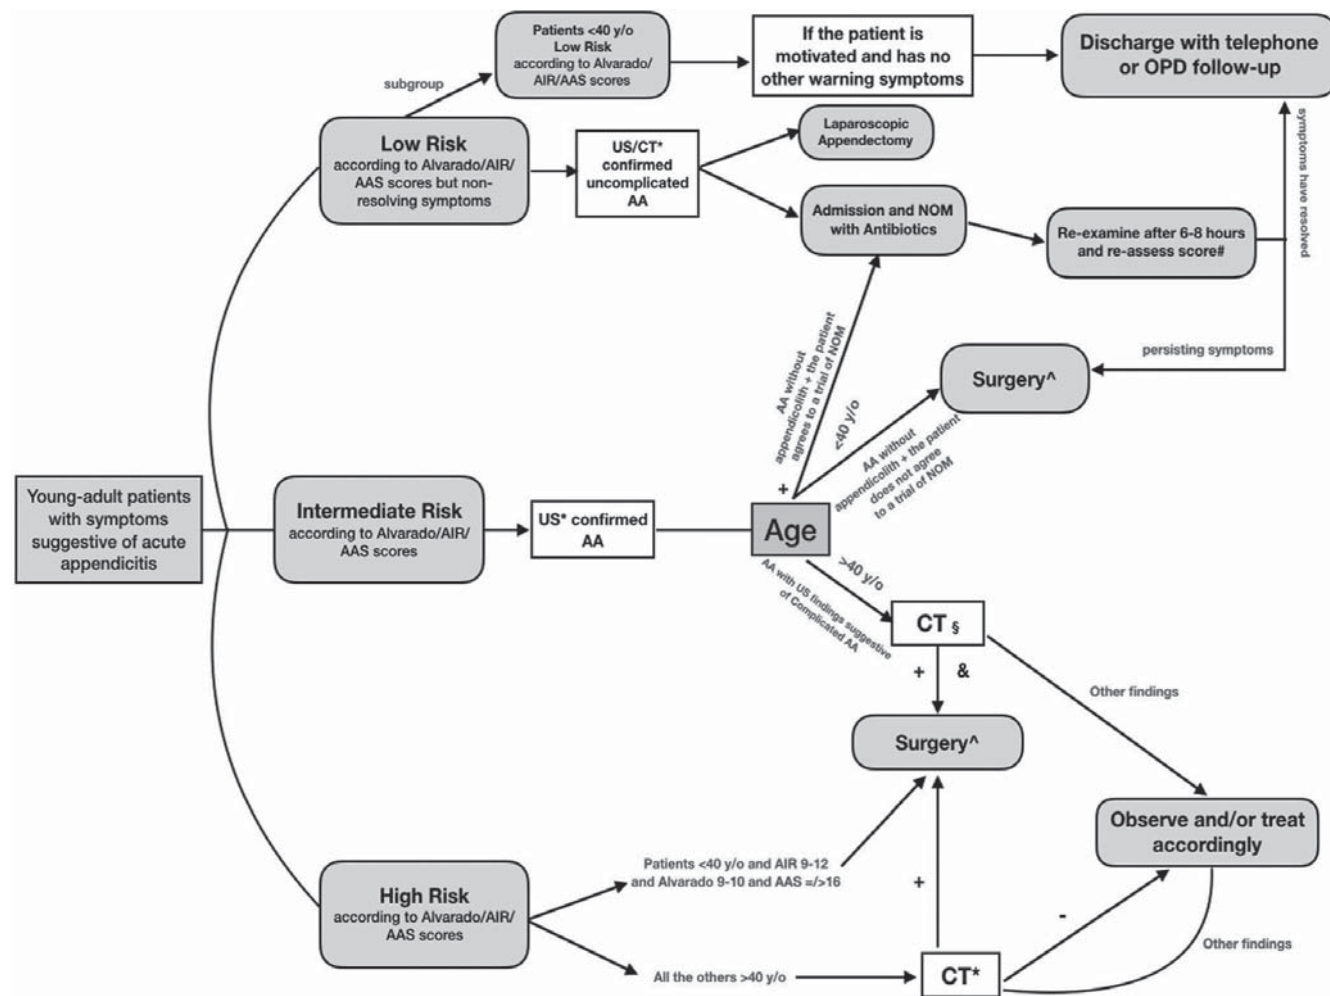 Patients <40 y/o
Low Risk
according to Alvarado/
AIR/AAS scores
If the patient is
motivated and has no
other warning symptoms
Discharge with telephone
or OPD follow-up
subgroup
Low Risk
according to Alvarado/AIR/
AAS scores but non-
resolving symptoms
US/CT*
confirmed
uncomplicated
AA
Laparoscopic
Appendectomy
Admission and NOM
with Antibiotics
Re-examine after 6-8 hours
and re-assess score#
symptoms have resolved
persisting symptoms
Surgery^
AA without
appendicolith + the patient
agrees to a trial of NOM
<40 y/o
AA without
appendicolith + the patient
does not agree
to a trial of NOM
Young-adult patients
with symptoms
suggestive of acute
appendicitis
Intermediate Risk
according to Alvarado/AIR/
AAS scores
US* confirmed
AA
+
Age
>40 y/o
AA with US findings suggestive
of Complicated AA
CT §
+ &
Other findings
Surgery^
Observe and/or treat
accordingly
High Risk
according to Alvarado/AIR/
AAS scores
Patients <40 y/o and AIR 9-12
and Alvarado 9-10 and AAS =/>16
+
-
Other findings
All the others >40 y/o
CT*